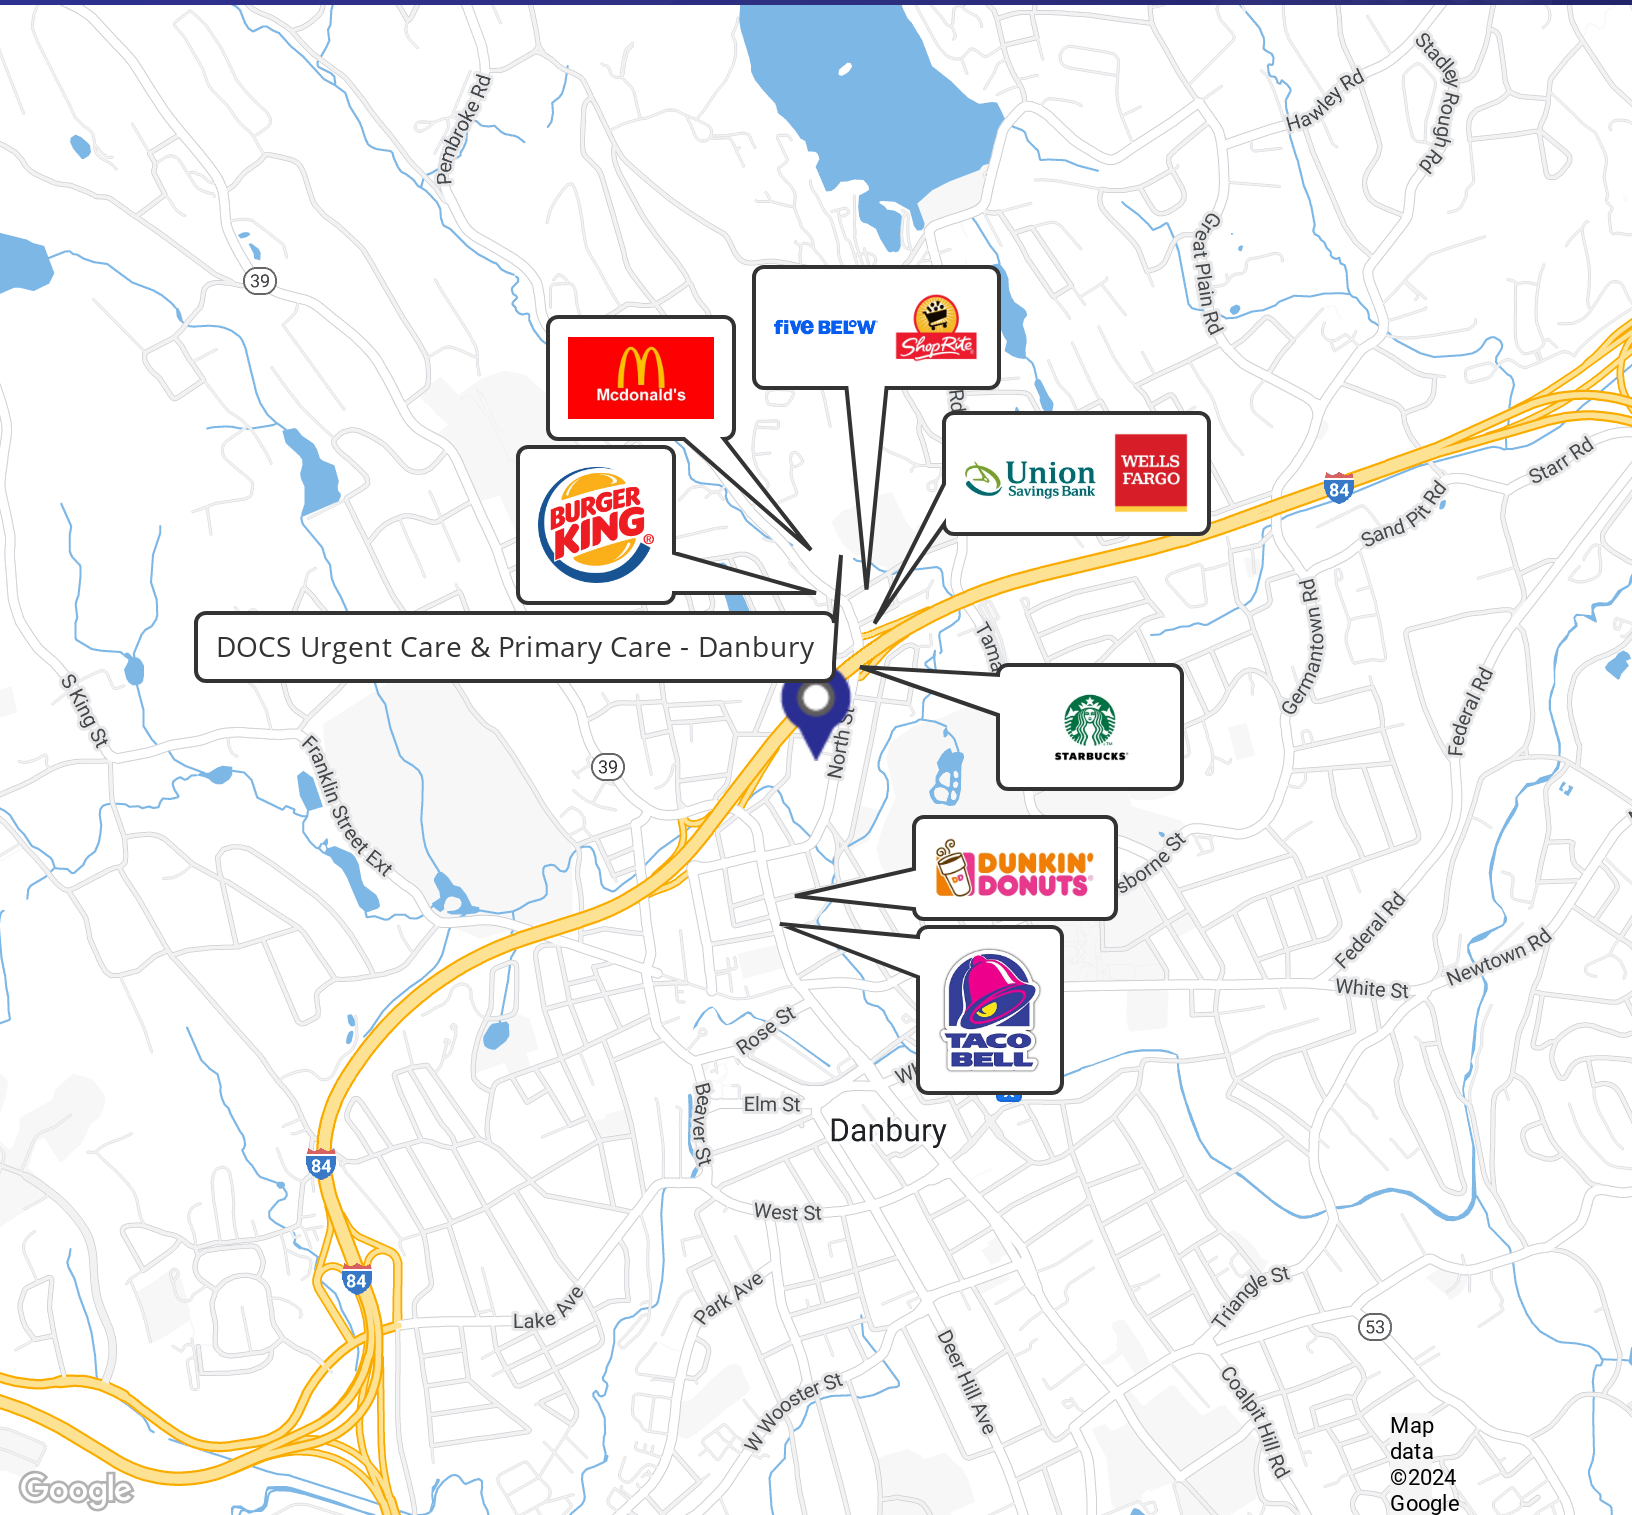 Pembroke Rd
Hawley Rd
Stadley Rough Rd
Great Plain Rd
39
five BELOW
ShopRite
Mcdonald's
Rd
Union
Savings Bank
WELLS
FARGO
BURGER
KING®
84
Starr Rd
Sand Pit Rd
DOCS Urgent Care & Primary Care - Danbury
Germantown Rd
Tama
S King St
Federal Rd
STARBUCKS
North St
39
Franklin Street Ext
DUNKIN'
DONUTS
sborne St
Federal Rd
Newtown Rd
White St
TACO
BELL
Rose St
Wh
Beaver St
Elm St
Danbury
84
West St
84
Park Ave
Lake Ave
Triangle St
53
Deer Hill Ave
W Wooster St
Coalpit Hill Rd
Map
data
©2024
Google
Google